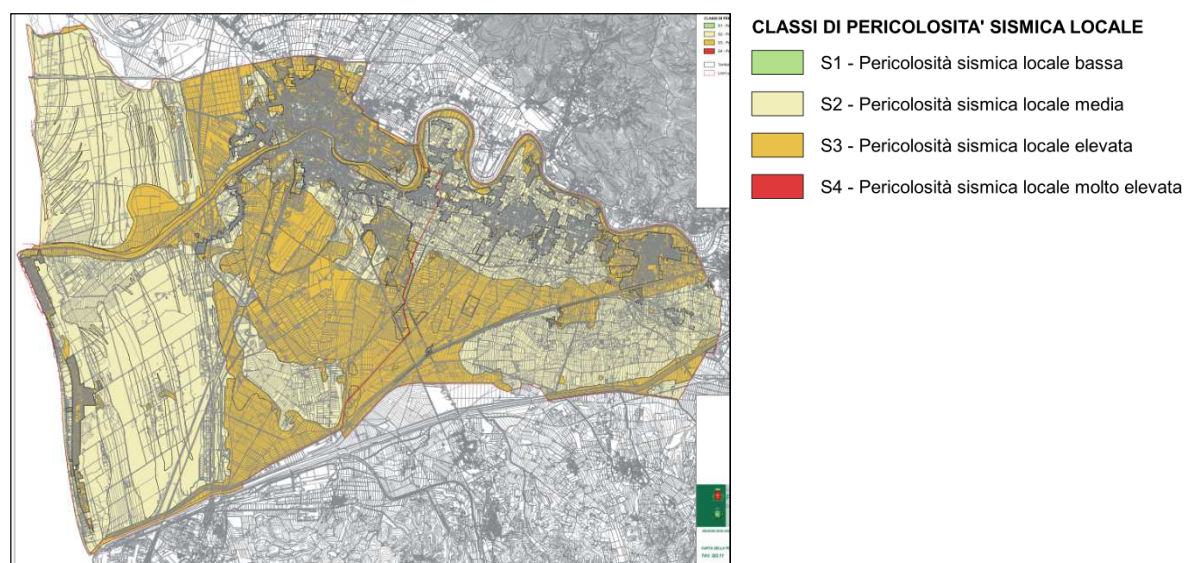 CLASSI DI PERICOLOSITA' SISMICA LOCALE
S1 - Pericolosità sismica locale bassa
S2 - Pericolosità sismica locale media
S3 - Pericolosità sismica locale elevata
S4 - Pericolosità sismica locale molto elevata